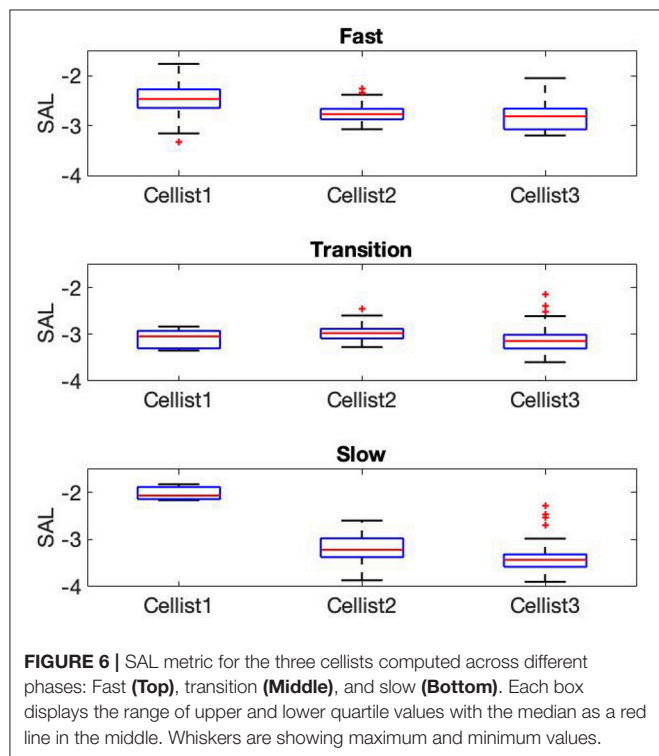 Fast
-2
SAL
-3
-4
Cellist1 Cellist2 Cellist3
Transition
-2
SAL
-3
-4
Cellist1 Cellist2 Cellist3
Slow
-2
SAL
-3
-4
Cellist1 Cellist2 Cellist3
FIGURE 6 | SAL metric for the three cellists computed across different
phases: Fast (Top), transition (Middle), and slow (Bottom). Each box
displays the range of upper and lower quartile values with the median as a red
line in the middle. Whiskers are showing maximum and minimum values.